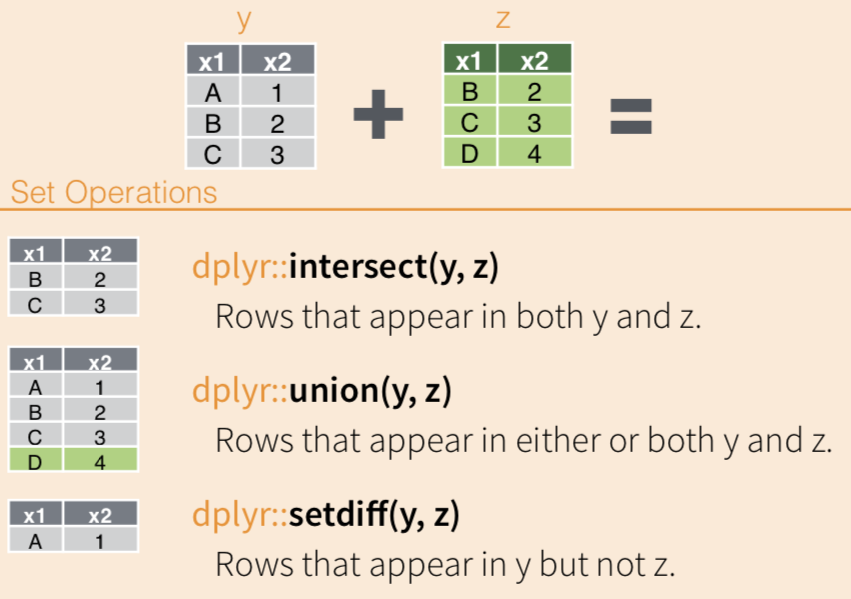 y z
x1 x2 x1 x2
A 1 + B 2 =
B 2 C 3
C 3 D 4
Set Operations
x1 x2
B 2
C 3
dplyr::intersect(y, z)
Rows that appear in both y and z.
x1 x2
A 1
B 2
C 3
D 4
dplyr::union(y, z)
Rows that appear in either or both y and z.
x1 x2
A 1
dplyr::setdiff(y, z)
Rows that appear in y but not z.